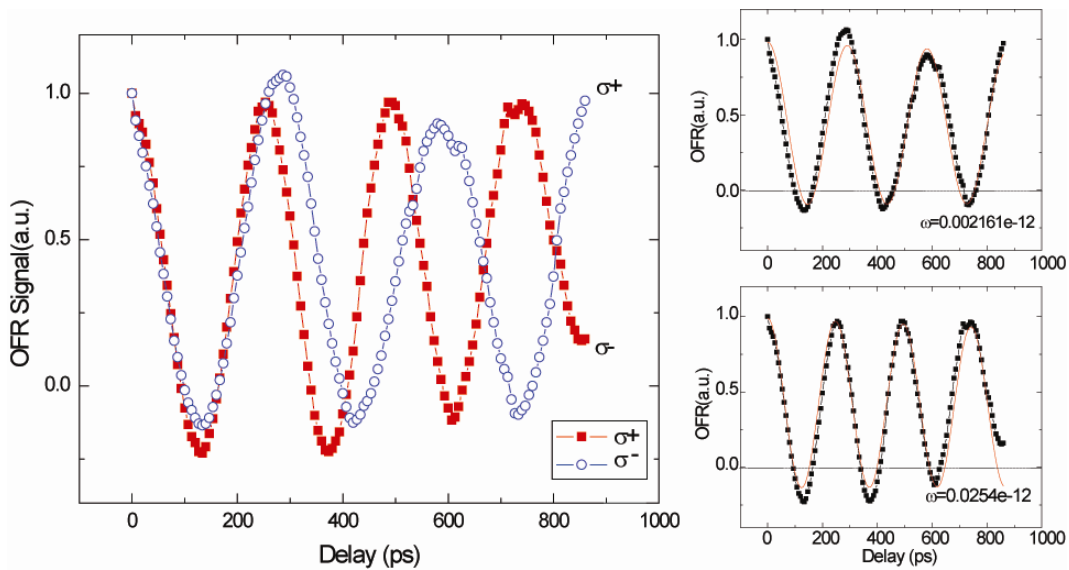 1.0
0.5
0.0
OFR Signal(a.u.)
0 200 400 600 800 1000
Delay (ps)
σ+
σ-
σ+
σ-
1.0
0.5
0.0
OFR(a.u.)
ω=0.002161e-12
0 200 400 600 800 1000
1.0
0.5
0.0
OFR(a.u.)
ω=0.0254e-12
0 200 400 600 800 1000
Delay (ps)